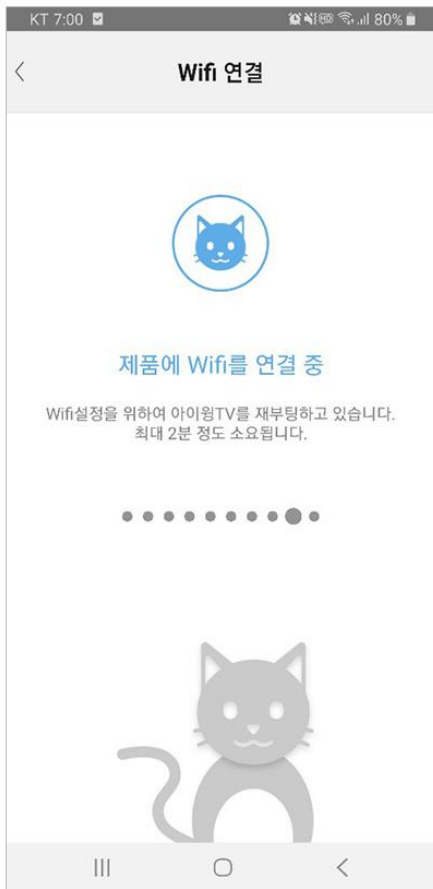 KT 7:00 80%
Wifi 연결
제품에 Wifi를 연결 중
Wifi설정을 위하여 아이윙TV를 재부팅하고 있습니다.
최대 2분 정도 소요됩니다.